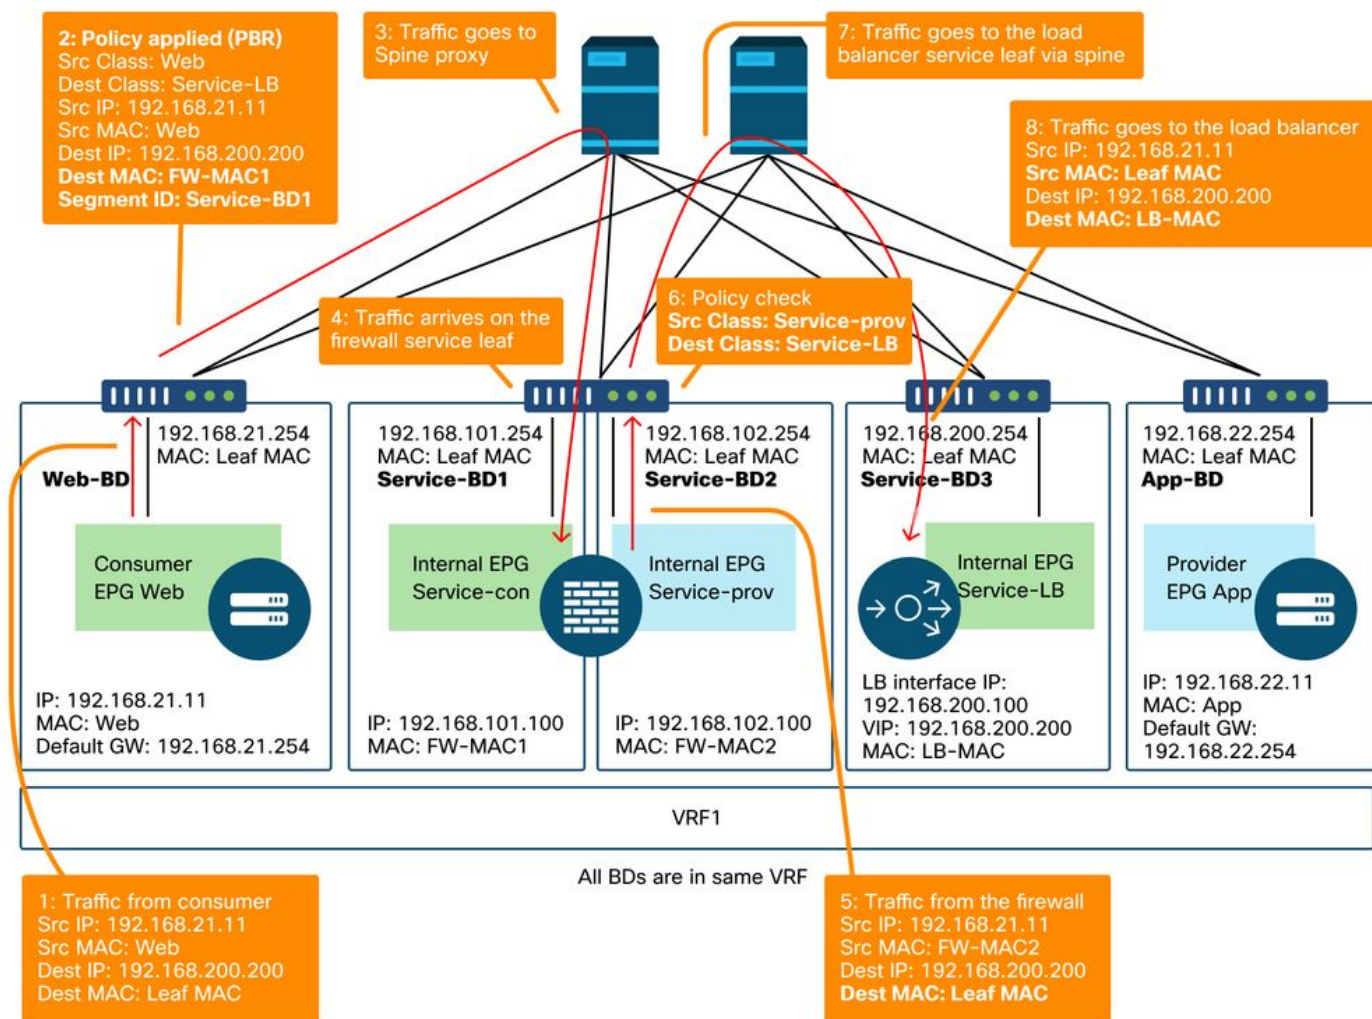 2: Policy applied (PBR)
Src Class: Web
Dest Class: Service-LB
Src IP: 192.168.21.11
Src MAC: Web
Dest IP: 192.168.200.200
Dest MAC: FW-MAC1
Segment ID: Service-BD1
3: Traffic goes to
Spine proxy
7: Traffic goes to the load
balancer service leaf via spine
8: Traffic goes to the load balancer
Src IP: 192.168.21.11
Src MAC: Leaf MAC
Dest IP: 192.168.200.200
Dest MAC: LB-MAC
4: Traffic arrives on the
firewall service leaf
6: Policy check
Src Class: Service-prov
Dest Class: Service-LB
192.168.21.254
MAC: Leaf MAC
Web-BD
Consumer
EPG Web
IP: 192.168.21.11
MAC: Web
Default GW: 192.168.21.254
192.168.101.254
MAC: Leaf MAC
Service-BD1
Internal EPG
Service-con
IP: 192.168.101.100
MAC: FW-MAC1
192.168.102.254
MAC: Leaf MAC
Service-BD2
Internal EPG
Service-prov
IP: 192.168.102.100
MAC: FW-MAC2
192.168.200.254
MAC: Leaf MAC
Service-BD3
Internal EPG
Service-LB
LB interface IP:
192.168.200.100
VIP: 192.168.200.200
MAC: LB-MAC
192.168.22.254
MAC: Leaf MAC
App-BD
Provider
EPG App
IP: 192.168.22.11
MAC: App
Default GW:
192.168.22.254
VRF1
All BDs are in same VRF
1: Traffic from consumer
Src IP: 192.168.21.11
Src MAC: Web
Dest IP: 192.168.200.200
Dest MAC: Leaf MAC
5: Traffic from the firewall
Src IP: 192.168.21.11
Src MAC: FW-MAC2
Dest IP: 192.168.200.200
Dest MAC: Leaf MAC